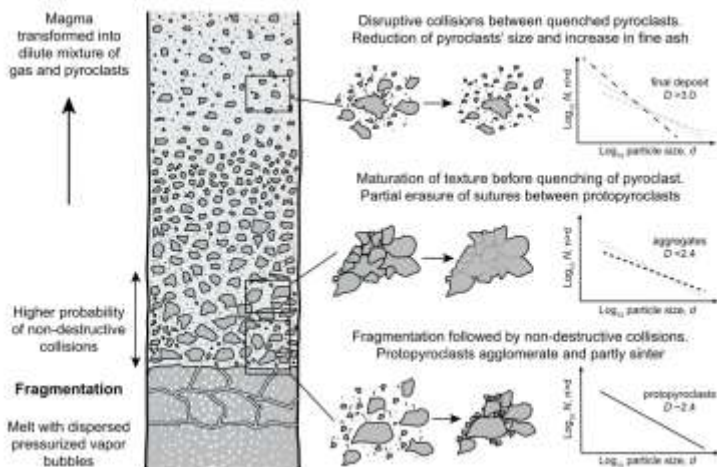 Magma
transformed into
dilute mixture of
gas and pyroclasts
Higher probability
of non-destructive
collisions
Fragmentation
Melt with dispersed
pressurized vapor
bubbles
Disruptive collisions between quenched pyroclasts.
Reduction of pyroclasts' size and increase in fine ash
Log₁₀ N, n>d
final deposit
D >3.0
Log₁₀ particle size, d
Maturation of texture before quenching of pyroclast.
Partial erasure of sutures between protopyroclasts
Log₁₀ N, n>d
aggregates
D <2.4
Log₁₀ particle size, d
Fragmentation followed by non-destructive collisions.
Protopyroclasts agglomerate and partly sinter
Log₁₀ N, n>d
protopyroclasts
D ~2.4
Log₁₀ particle size, d